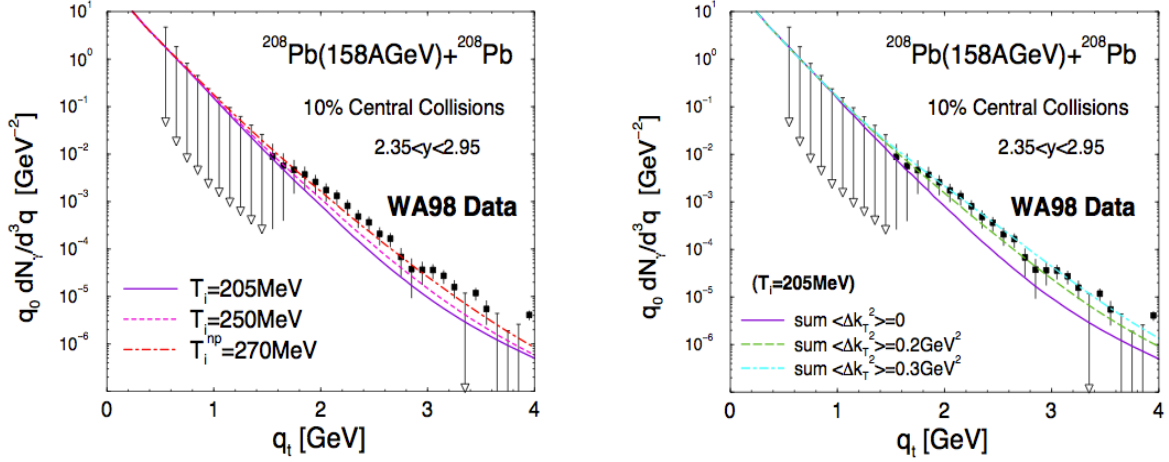 ²⁰⁸Pb(158AGeV)+²⁰⁸Pb
10% Central Collisions
2.35<y<2.95
WA98 Data
T_i=205MeV
T_i=250MeV
T_i^np=270MeV
q_0 dN_γ/d³q [GeV⁻²]
10⁰
10⁻¹
10⁻²
10⁻³
10⁻⁴
10⁻⁵
10⁻⁶
0 1 2 3 4
q_t [GeV]
²⁰⁸Pb(158AGeV)+²⁰⁸Pb
10% Central Collisions
2.35<y<2.95
WA98 Data
(T_i=205MeV)
sum <Δk_T²>=0
sum <Δk_T²>=0.2GeV²
sum <Δk_T²>=0.3GeV²
q_0 dN_γ/d³q [GeV⁻²]
10⁰
10⁻¹
10⁻²
10⁻³
10⁻⁴
10⁻⁵
10⁻⁶
0 1 2 3 4
q_t [GeV]